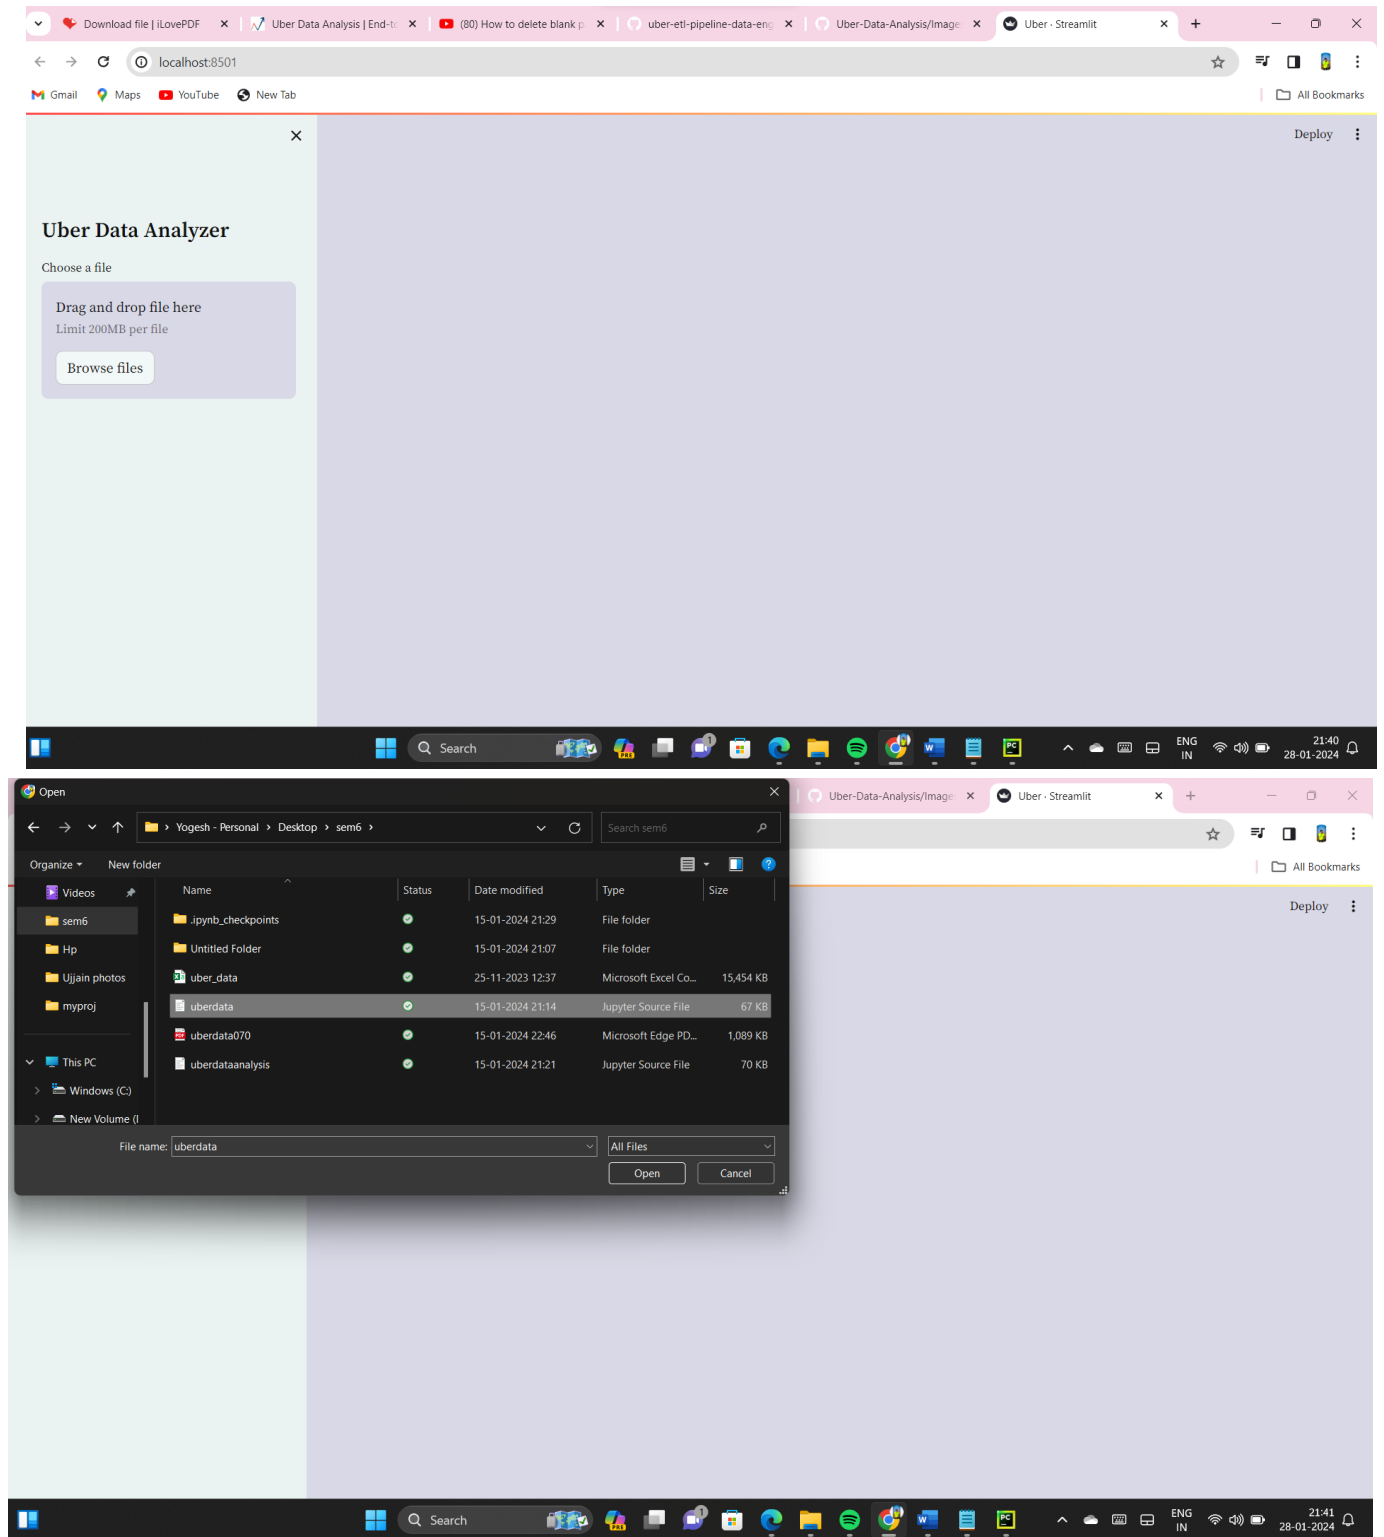 Download file | iLovePDF
Uber Data Analysis | End-to
(80) How to delete blank p
uber-etl-pipeline-data-eng
Uber-Data-Analysis/Image
Uber · Streamlit
localhost:8501
Gmail
Maps
YouTube
New Tab
All Bookmarks
Deploy
Uber Data Analyzer
Choose a file
Drag and drop file here
Limit 200MB per file
Browse files
Search
PRE
1
PC
ENG
IN
21:40
28-01-2024
Open
Uber-Data-Analysis/Image
Uber · Streamlit
Yogesh - Personal > Desktop > sem6 >
Search sem6
Organize
New folder
All Bookmarks
Deploy
Name Status Date modified Type Size
Videos
sem6
Hp
Ujjain photos
myproj
This PC
Windows (C:)
New Volume (I
.ipynb_checkpoints 15-01-2024 21:29 File folder
Untitled Folder 15-01-2024 21:07 File folder
uber_data 25-11-2023 12:37 Microsoft Excel Co... 15,454 KB
uberdata 15-01-2024 21:14 Jupyter Source File 67 KB
uberdata070 15-01-2024 22:46 Microsoft Edge PD... 1,089 KB
uberdataanalysis 15-01-2024 21:21 Jupyter Source File 70 KB
File name: uberdata
All Files
Open
Cancel
Search
PRE
1
PC
ENG
IN
21:41
28-01-2024